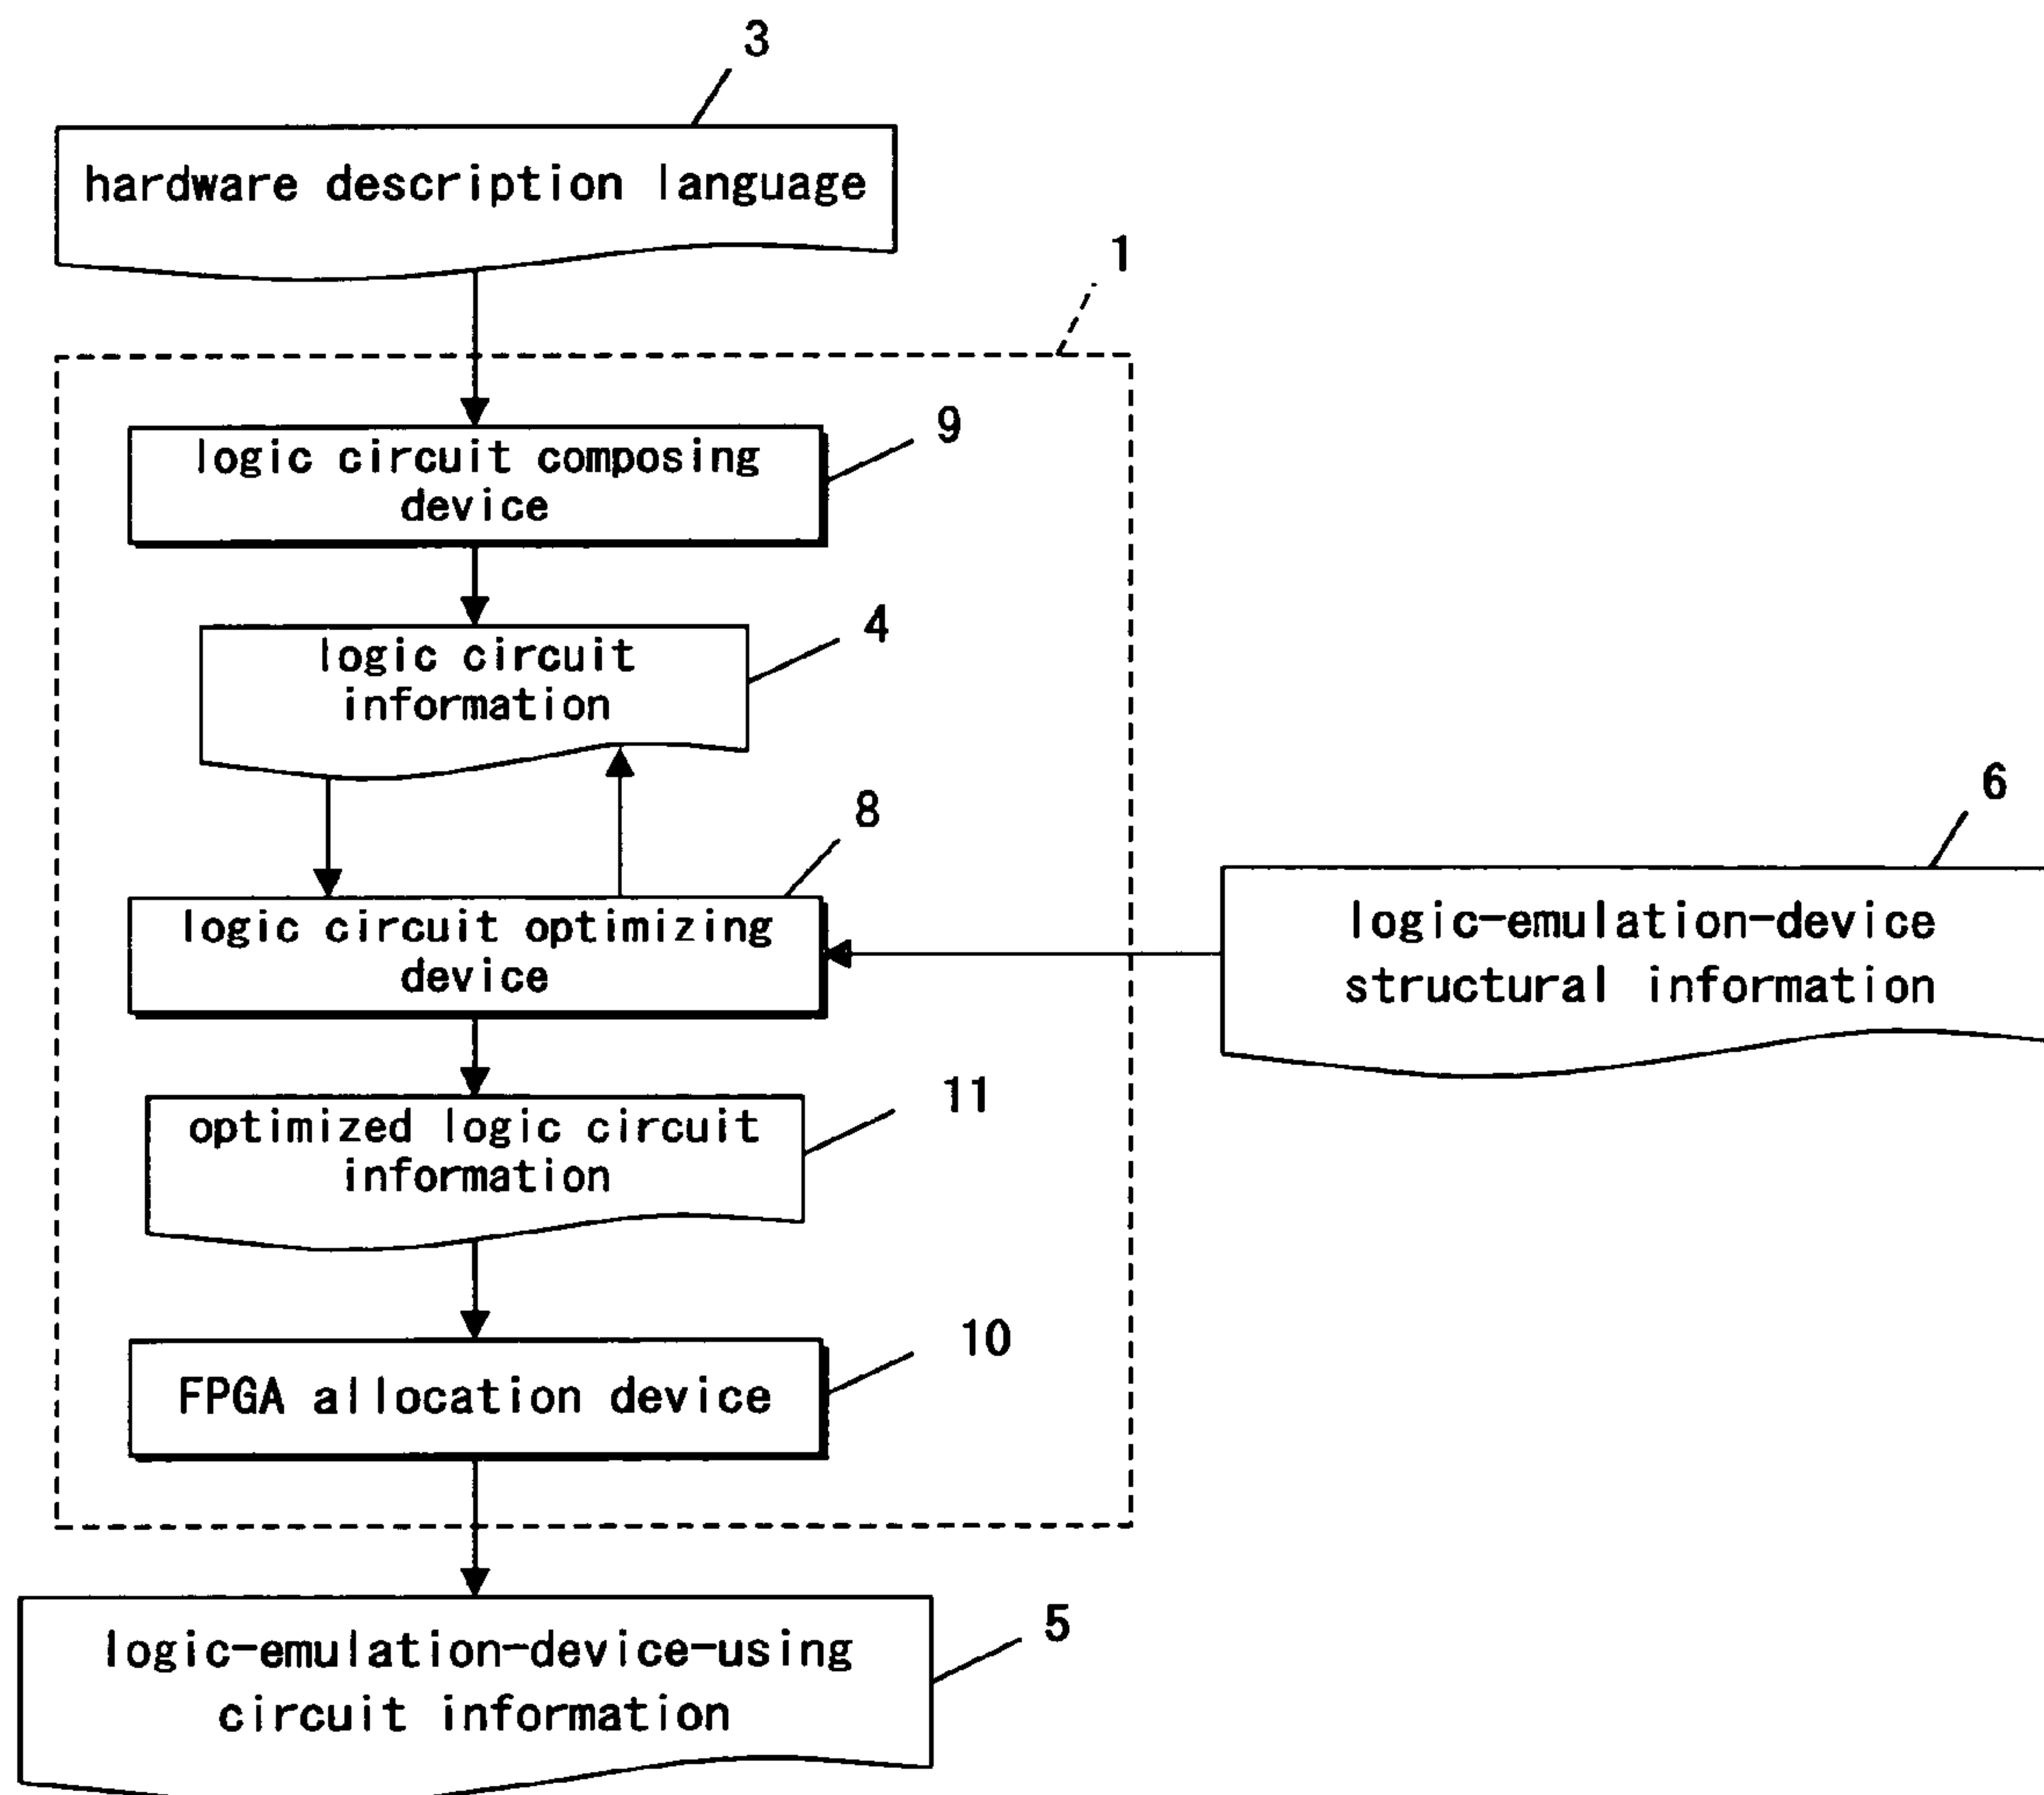 3
hardware description language
1
9
logic circuit composing
device
4
logic circuit
information
8
6
logic circuit optimizing
device
logic-emulation-device
structural information
11
optimized logic circuit
information
10
FPGA allocation device
5
logic-emulation-device-using
circuit information